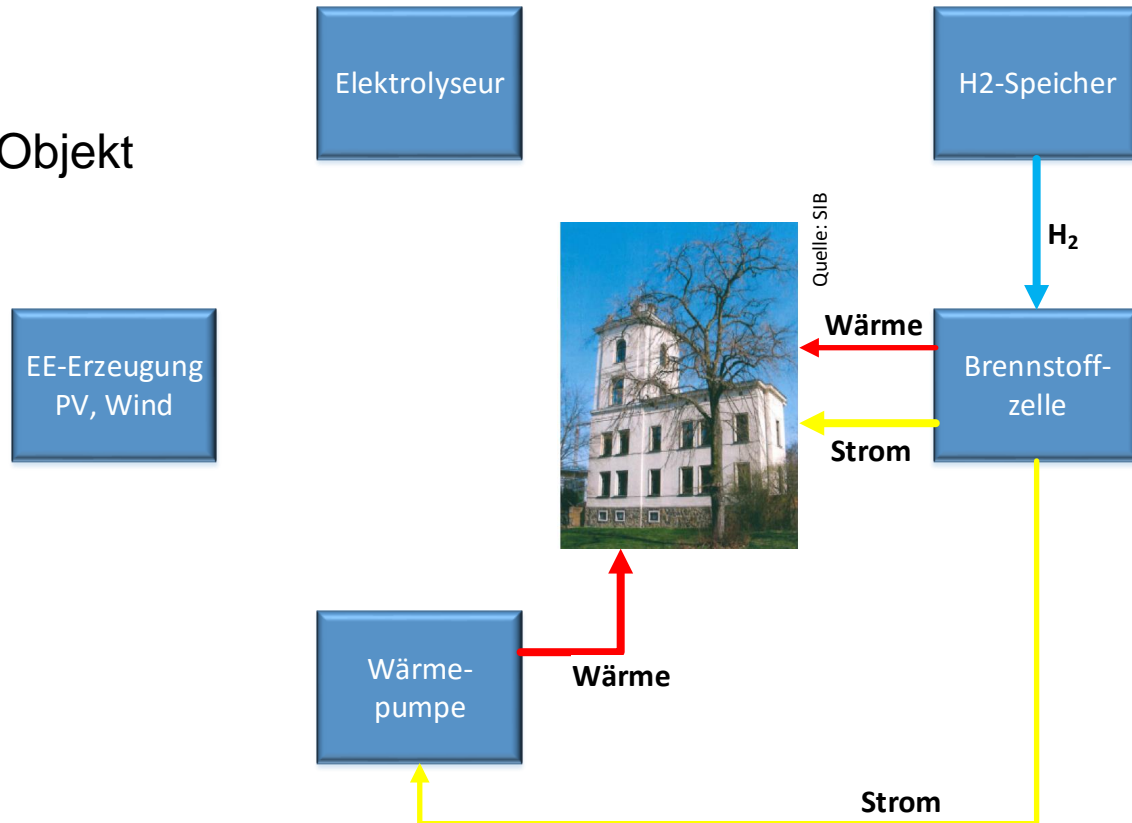 Elektrolyseur
H2-Speicher
Objekt
Quelle: SIB
H₂
EE-Erzeugung
PV, Wind
Wärme
Brennstoff-
zelle
Strom
Wärme-
pumpe
Wärme
Strom